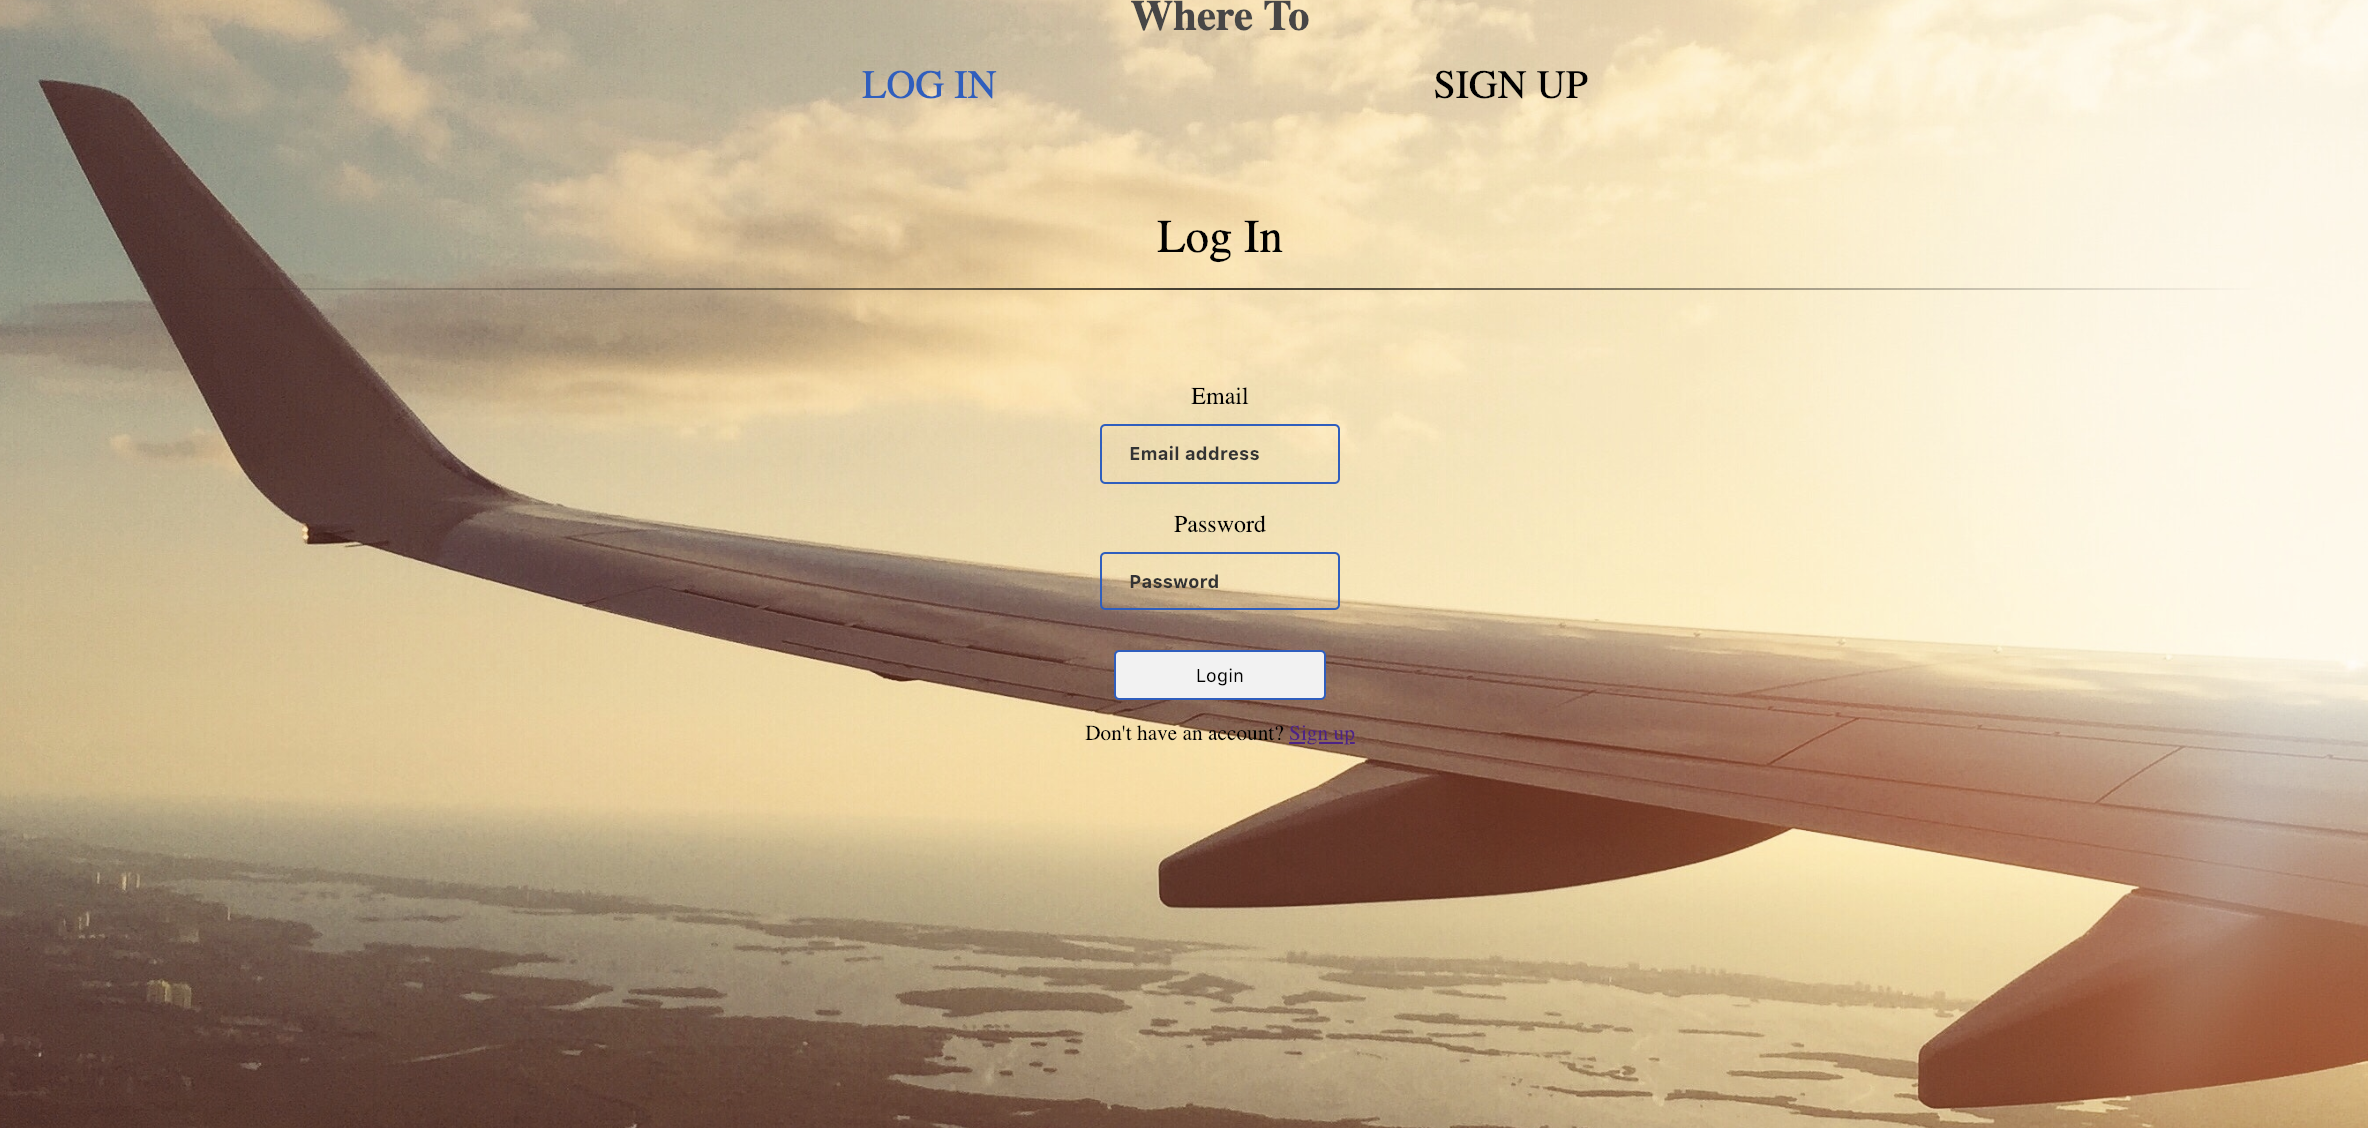 Where To
LOG IN SIGN UP
Log In
Email
Email address
Password
Password
Login
Don't have an account? Sign up